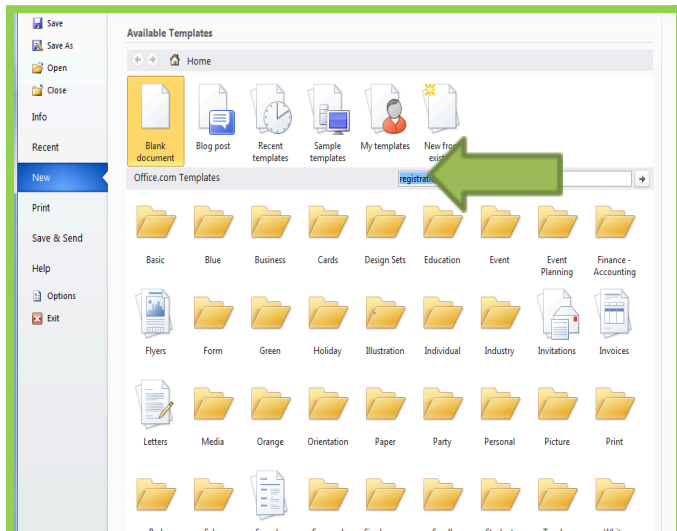 Save
Save As
Open
Close
Info
Recent
New
Print
Save & Send
Help
Options
Exit
Available Templates
Home
Blank document
Blog post
Recent templates
Sample templates
My templates
New from
Office.com Templates
Basic
Blue
Business
Cards
Design Sets
Education
Event
Event Planning
Finance - Accounting
Flyers
Form
Green
Holiday
Illustration
Individual
Industry
Invitations
Invoices
Letters
Media
Orange
Orientation
Paper
Party
Personal
Picture
Print